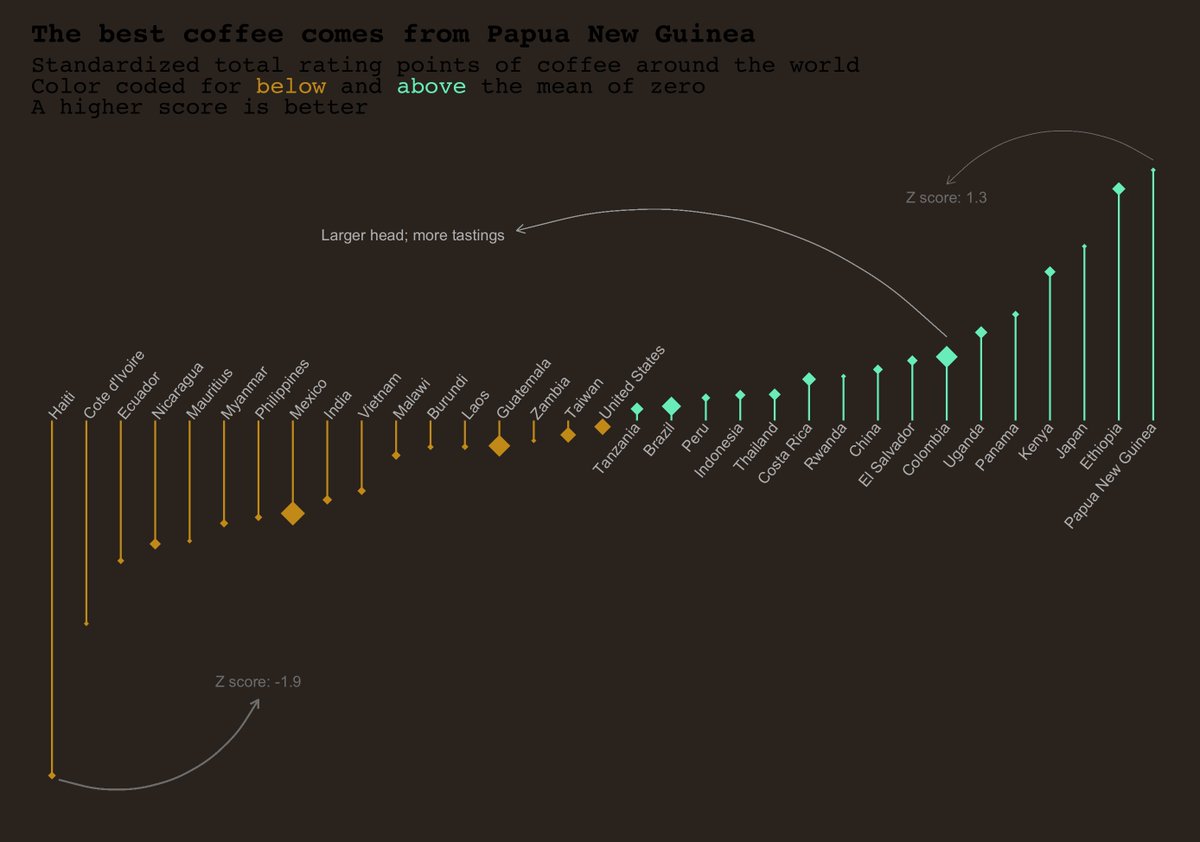 The best coffee comes from Papua New Guinea
Standardized total rating points of coffee around the world
Color coded for below and above the mean of zero
A higher score is better
Z score: 1.3
Larger head; more tastings
Haiti
Cote d'Ivoire
Ecuador
Nicaragua
Mauritius
Myanmar
Philippines
Mexico
India
Vietnam
Malawi
Burundi
Laos
Guatemala
Zambia
Taiwan
United States
Tanzania
Brazil
Peru
Indonesia
Thailand
Costa Rica
Rwanda
China
El Salvador
Colombia
Uganda
Panama
Kenya
Japan
Ethiopia
Papua New Guinea
Z score: -1.9